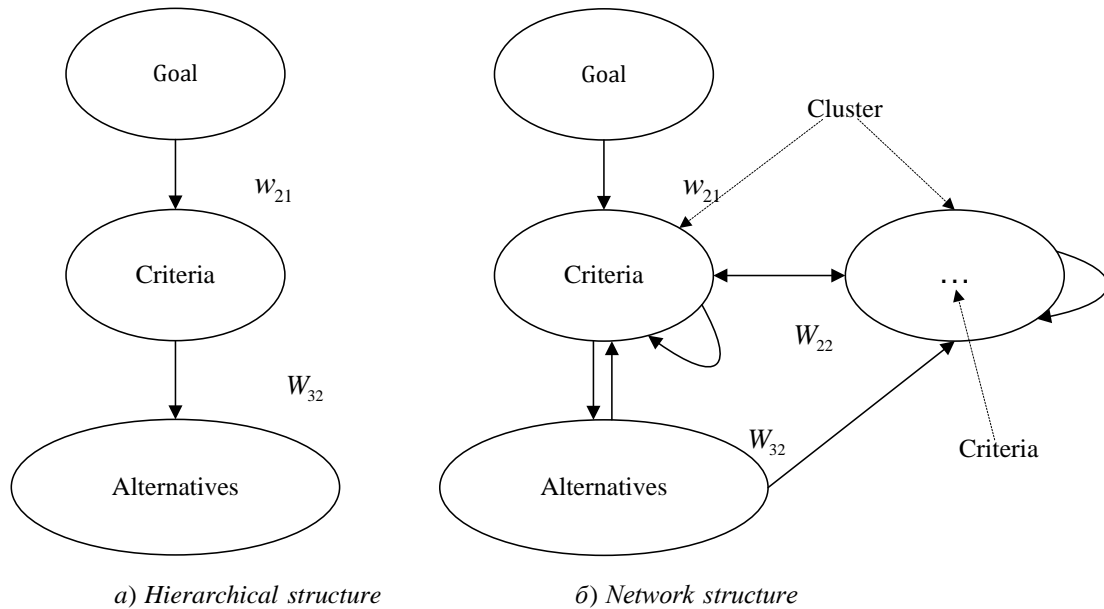 Goal
Goal
Cluster
w₂₁
w₂₁
Criteria
Criteria
...
W₂₂
W₃₂
W₃₂
Criteria
Alternatives
Alternatives
а) Hierarchical structure
б) Network structure